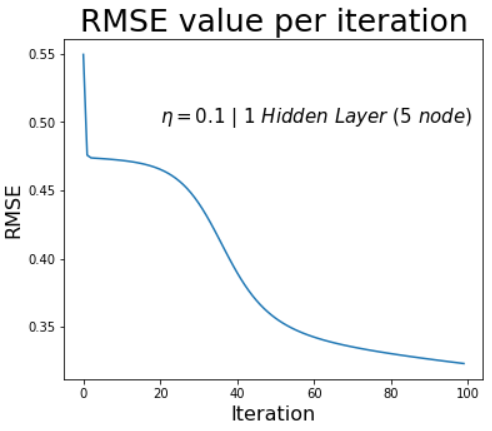 RMSE value per iteration
0.55
η = 0.1 | 1 Hidden Layer (5 node)
0.50
0.45
RMSE
0.40
0.35
0 20 40 60 80 100
Iteration